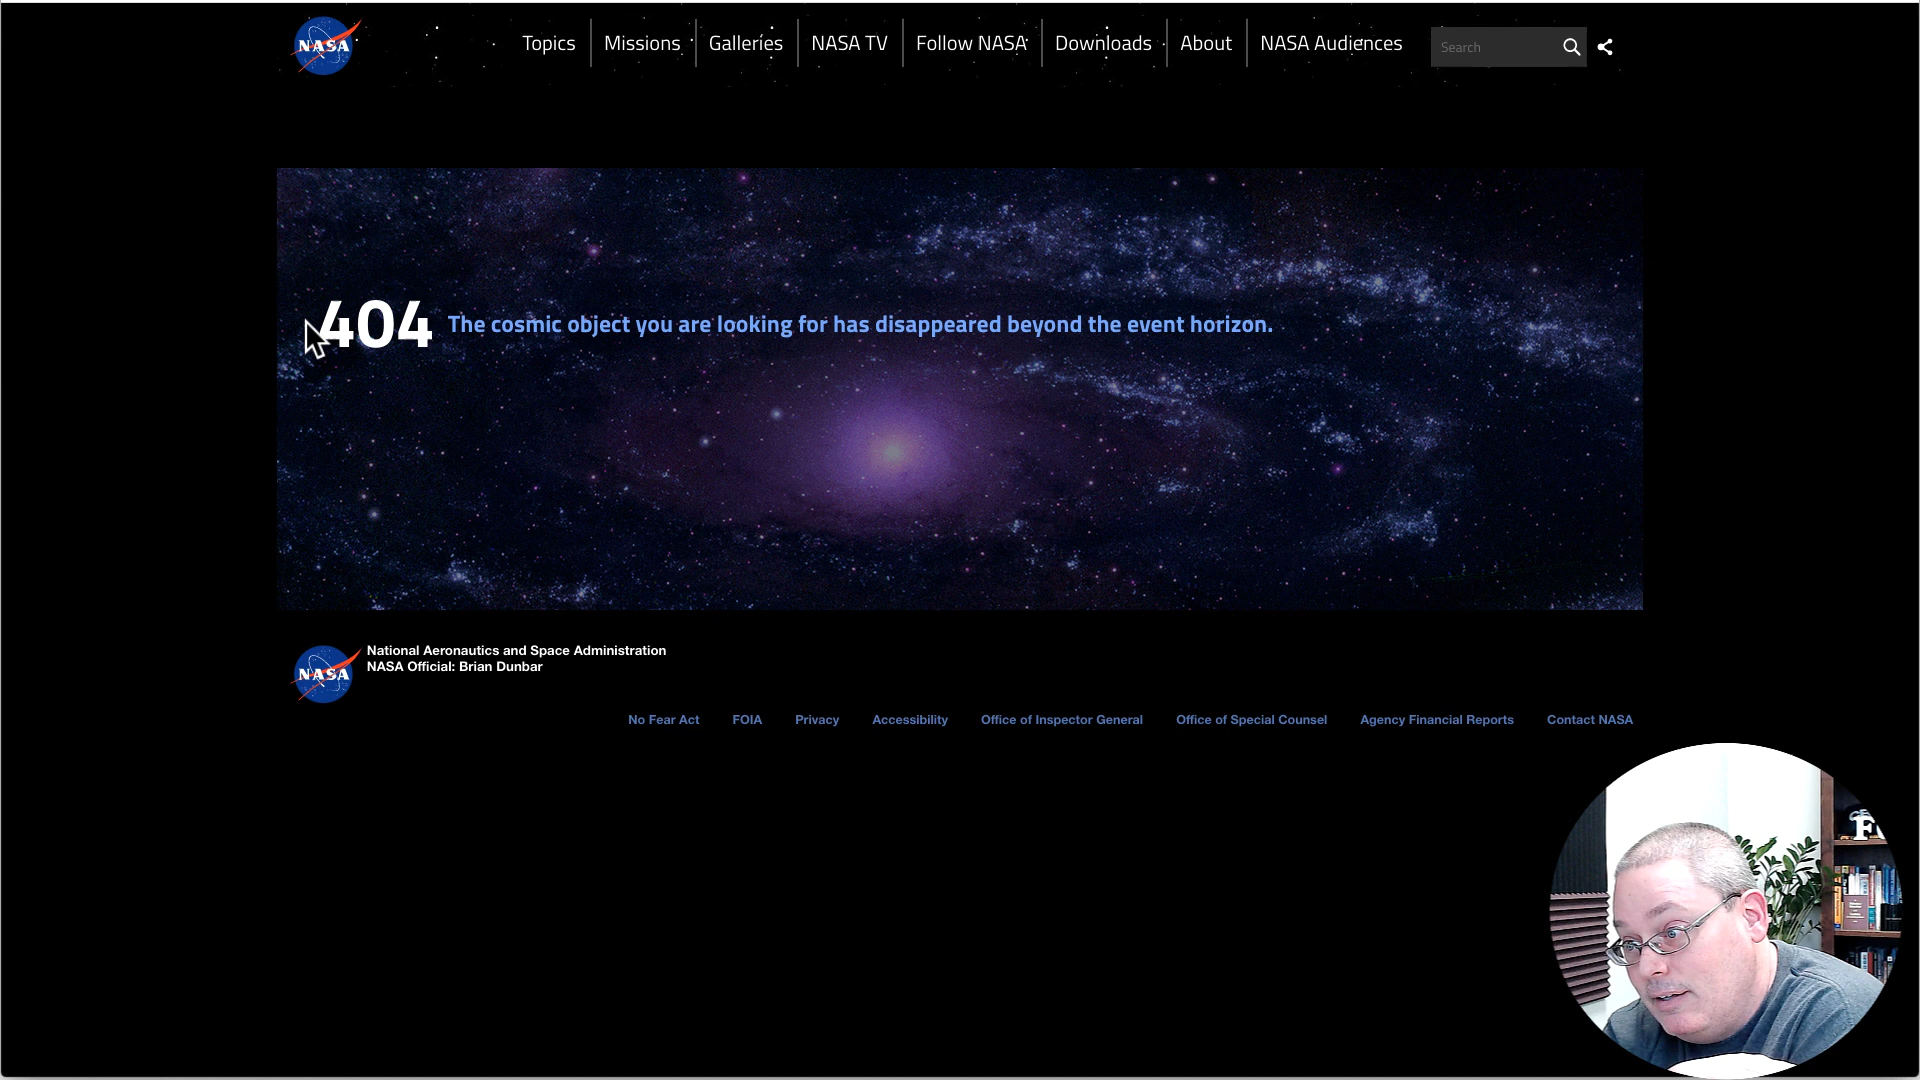 NASA
Topics
Missions
Galleries
NASA TV
Follow NASA
Downloads
About
NASA Audiences
Search
404 The cosmic object you are looking for has disappeared beyond the event horizon.
NASA
National Aeronautics and Space Administration
NASA Official: Brian Dunbar
No Fear Act
FOIA
Privacy
Accessibility
Office of Inspector General
Office of Special Counsel
Agency Financial Reports
Contact NASA